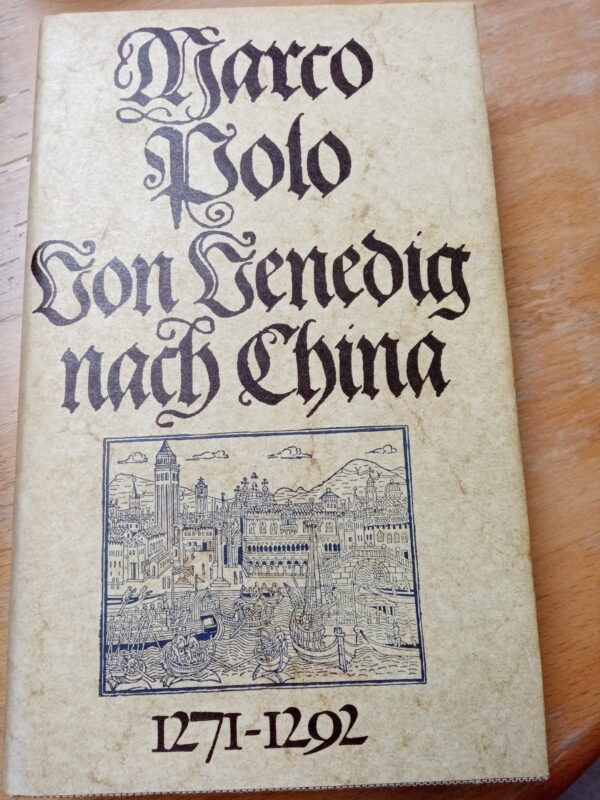 Marco
Polo
Von Venedig
nach China
1271-1292